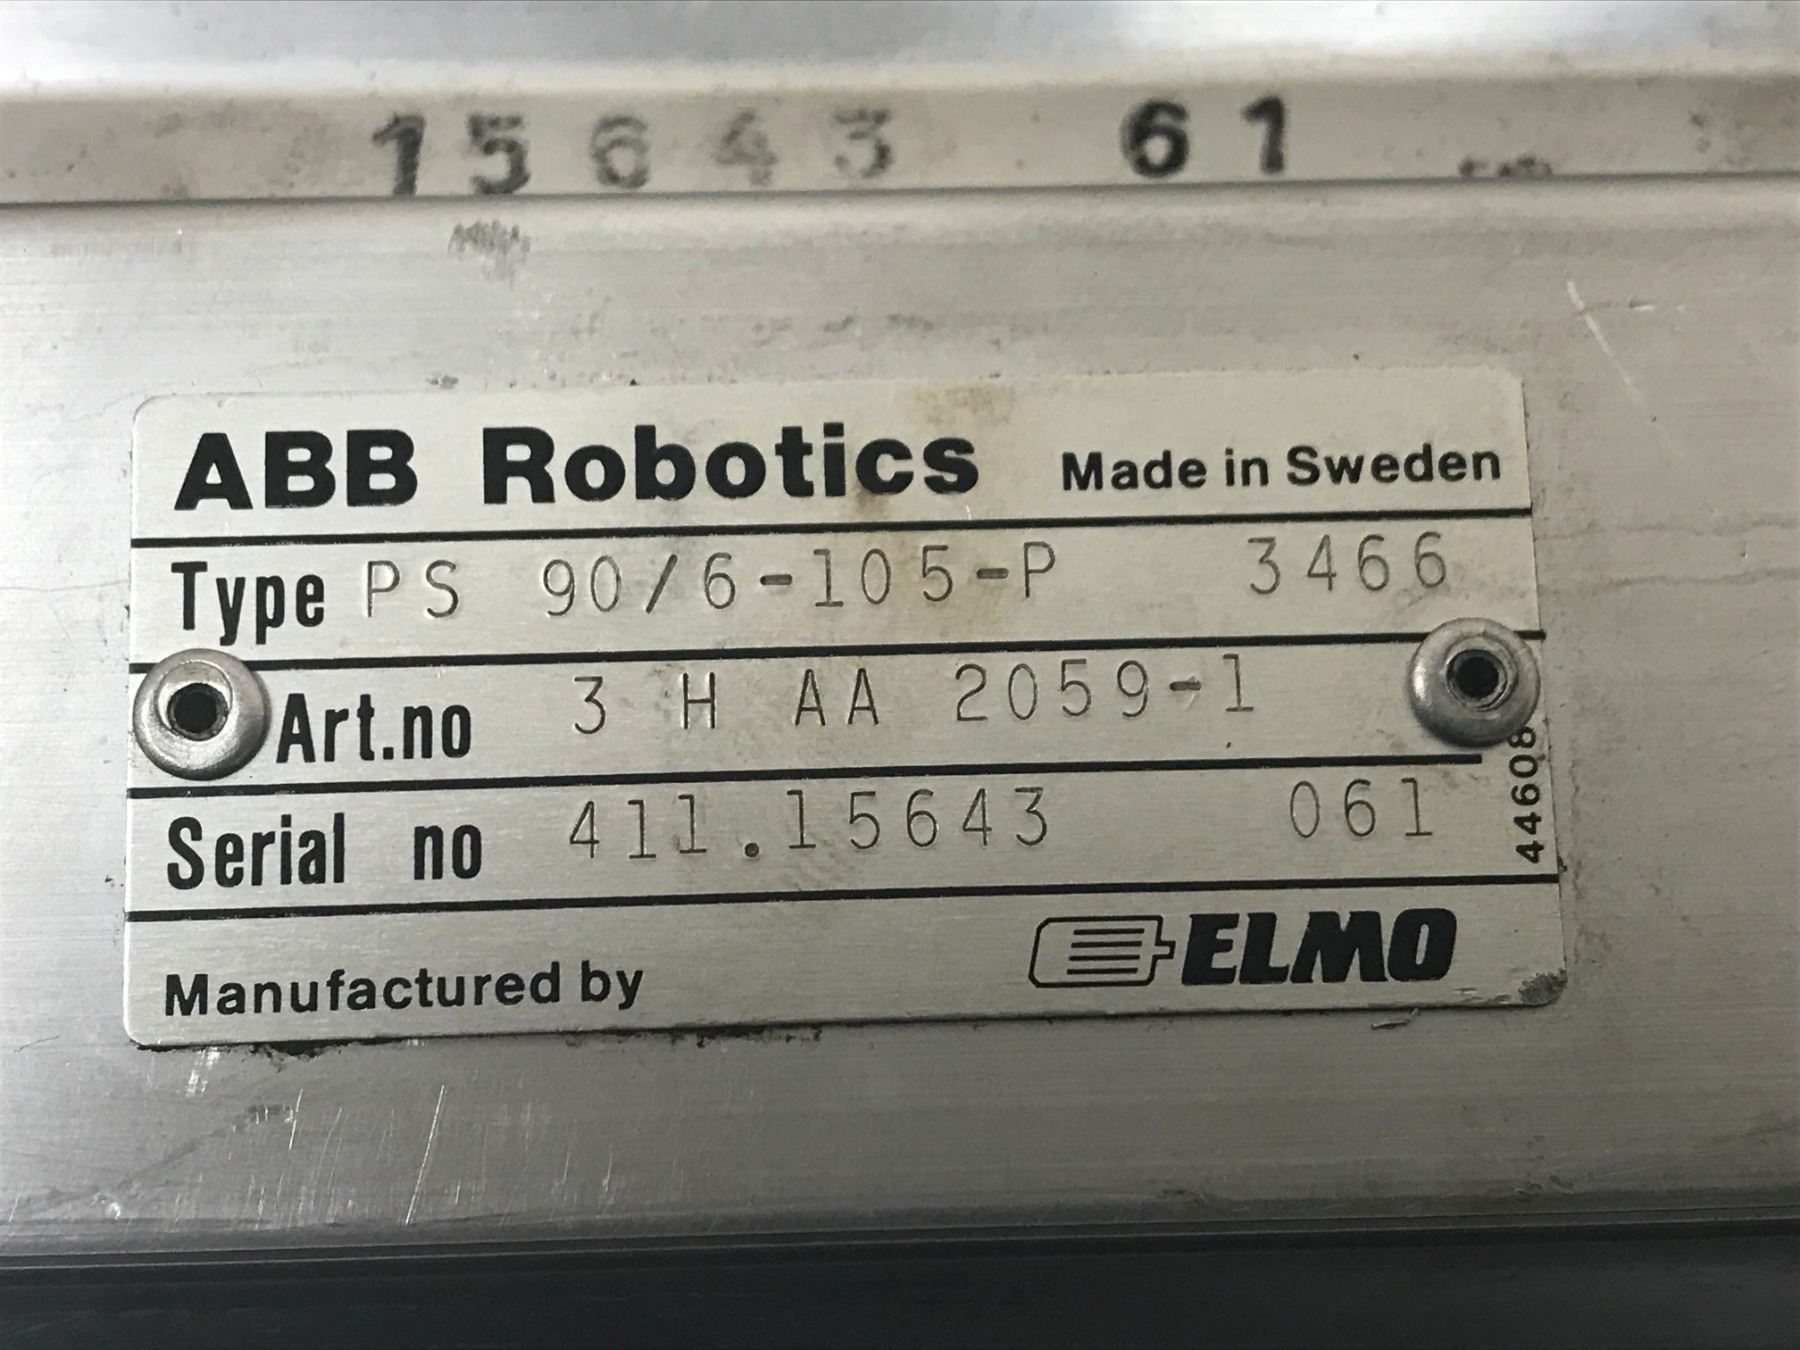 15643 61
ABB Robotics Made in Sweden
Type PS 90/6-105-P 3466
Art.no 3 H AA 2059-1
Serial no 411.15643 061
44608
Manufactured by ELMO